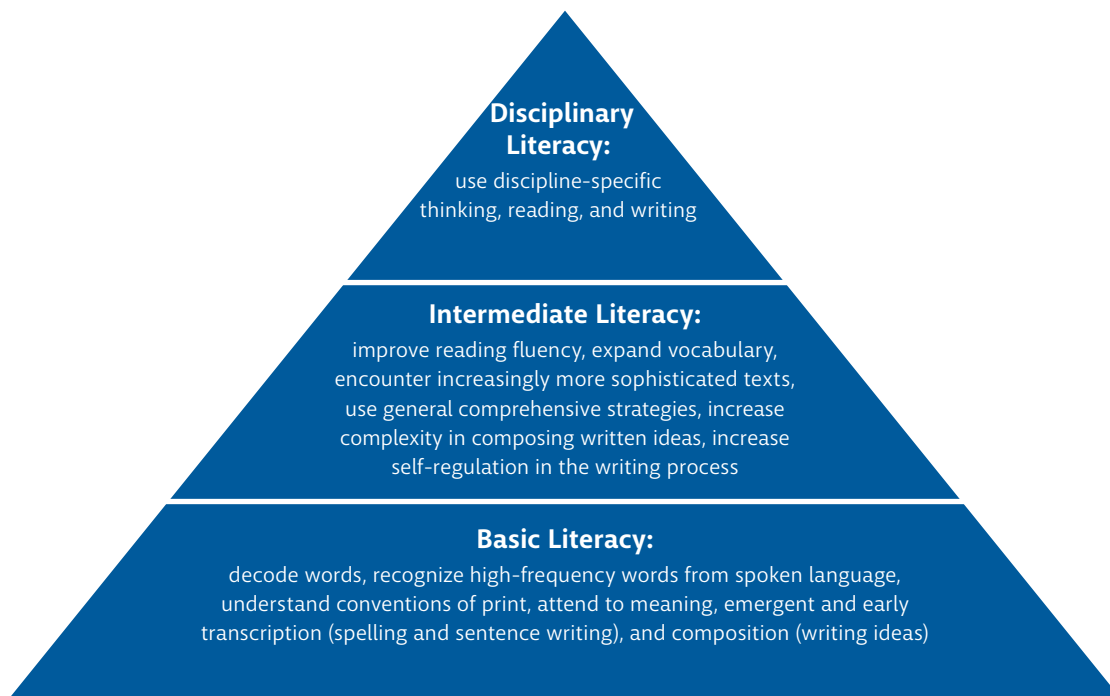 Disciplinary
Literacy:
use discipline-specific
thinking, reading, and writing
Intermediate Literacy:
improve reading fluency, expand vocabulary,
encounter increasingly more sophisticated texts,
use general comprehensive strategies, increase
complexity in composing written ideas, increase
self-regulation in the writing process
Basic Literacy:
decode words, recognize high-frequency words from spoken language,
understand conventions of print, attend to meaning, emergent and early
transcription (spelling and sentence writing), and composition (writing ideas)